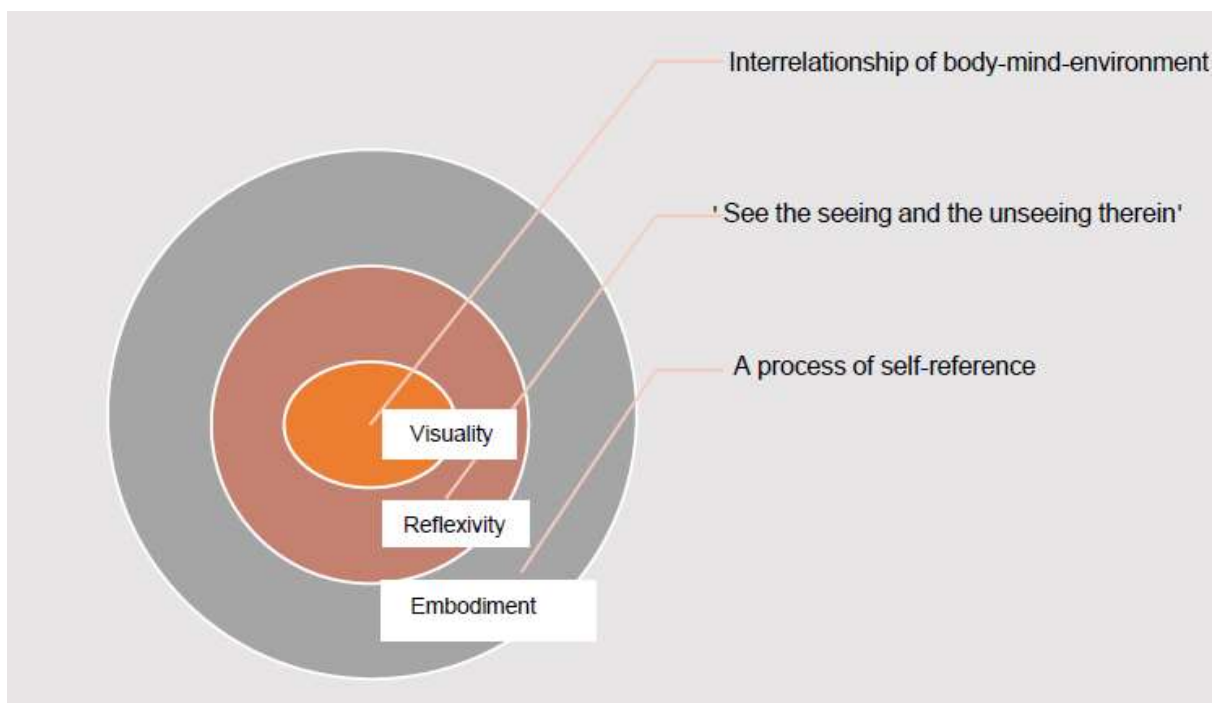 Interrelationship of body-mind-environment
' See the seeing and the unseeing therein'
A process of self-reference
Visuality
Reflexivity
Embodiment